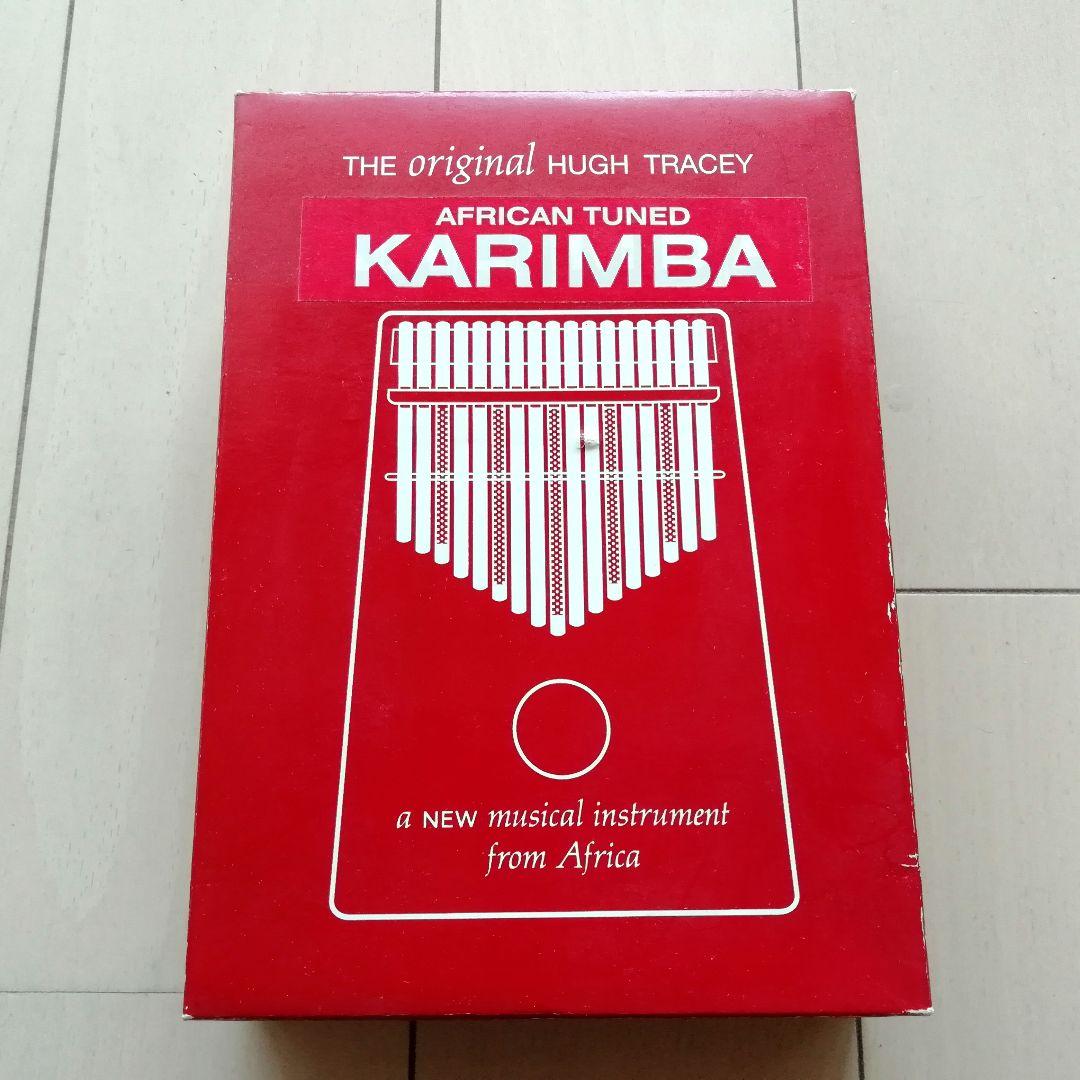 THE original HUGH TRACEY
AFRICAN TUNED
KARIMBA
a NEW musical instrument
from Africa